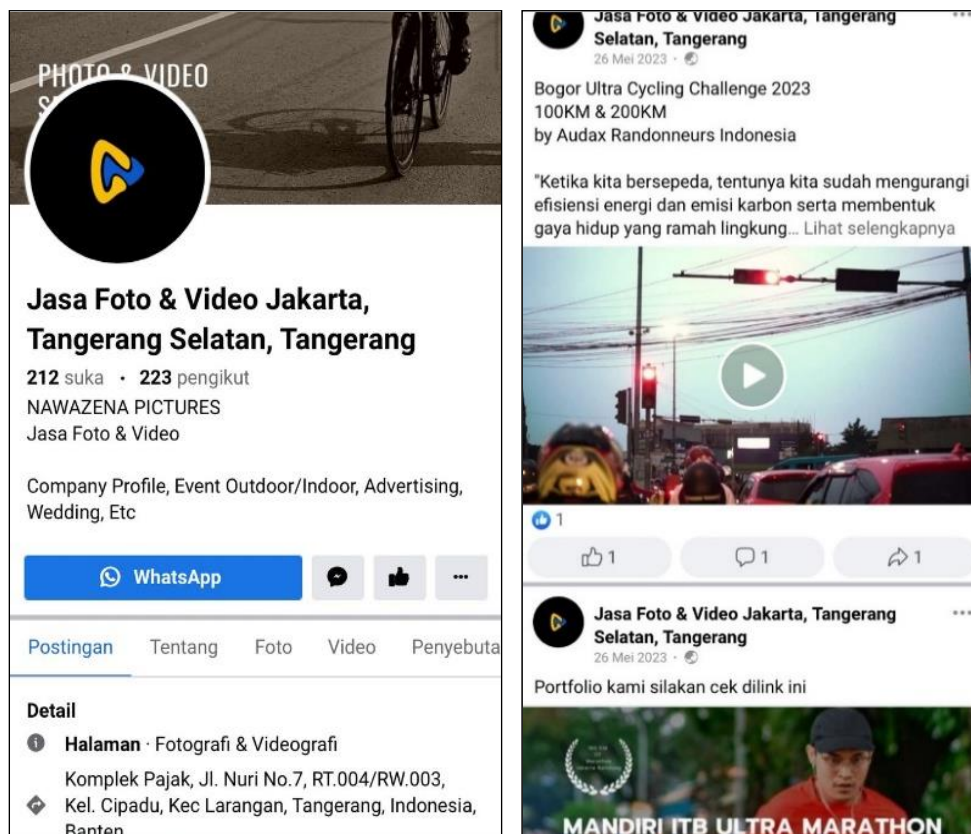 PHOTO & VIDEO
Jasa Foto & Video Jakarta,
Tangerang Selatan, Tangerang
212 suka · 223 pengikut
NAWAZENA PICTURES
Jasa Foto & Video
Company Profile, Event Outdoor/Indoor, Advertising,
Wedding, Etc
WhatsApp
Postingan Tentang Foto Video Penyebuta
Detail
Halaman · Fotografi & Videografi
Komplek Pajak, Jl. Nuri No.7, RT.004/RW.003,
Kel. Cipadu, Kec Larangan, Tangerang, Indonesia,
Banten
Jasa Foto & Video Jakarta, Tangerang
Selatan, Tangerang
26 Mei 2023
Bogor Ultra Cycling Challenge 2023
100KM & 200KM
by Audax Randonneurs Indonesia
"Ketika kita bersepeda, tentunya kita sudah mengurangi
efisiensi energi dan emisi karbon serta membentuk
gaya hidup yang ramah lingkung... Lihat selengkapnya
1
1 1 1
Jasa Foto & Video Jakarta, Tangerang
Selatan, Tangerang
26 Mei 2023
Portfolio kami silakan cek dilink ini
MANDIRI ITB ULTRA MARATHON